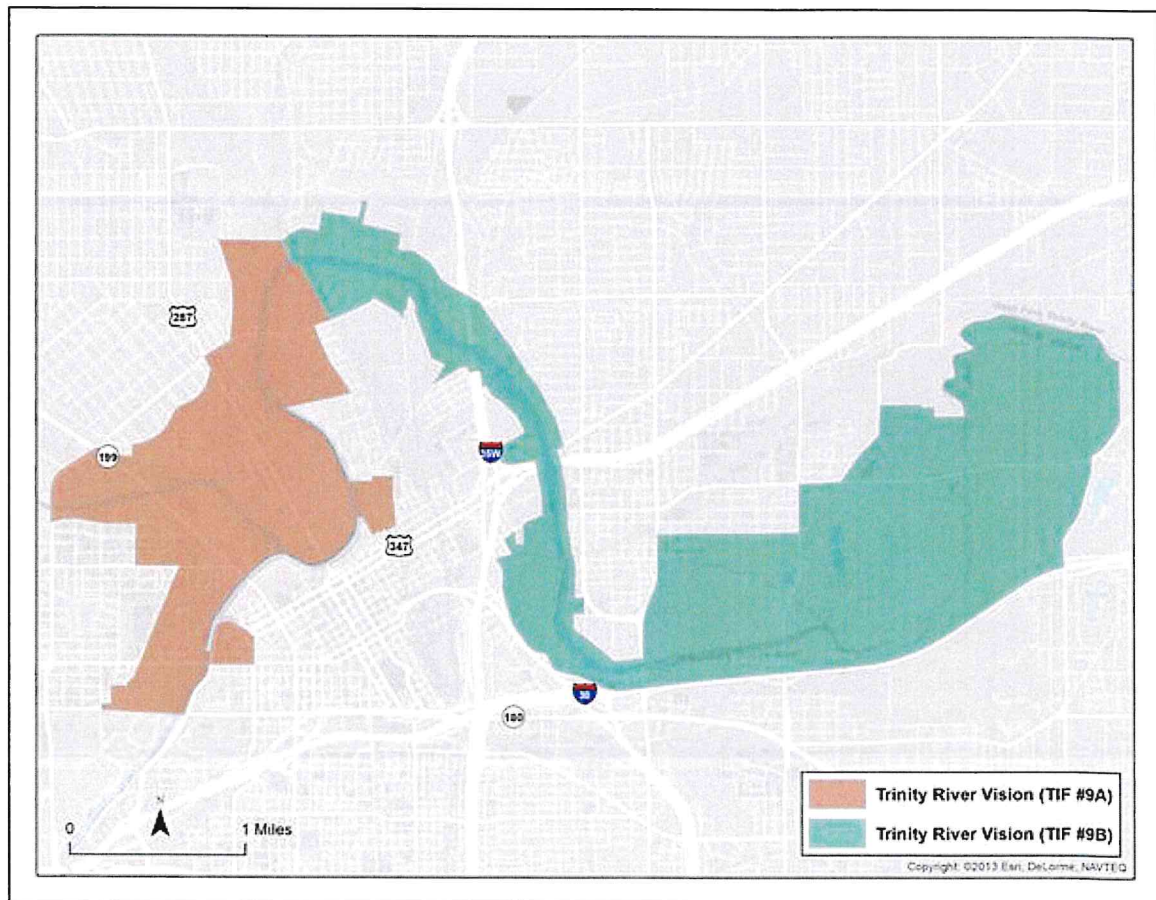 287
199
35W
347
30
180
N
0 1 Miles
Trinity River Vision (TIF #9A)
Trinity River Vision (TIF #9B)
Copyright: ©2013 Esri, DeLorme, NAVTEQ